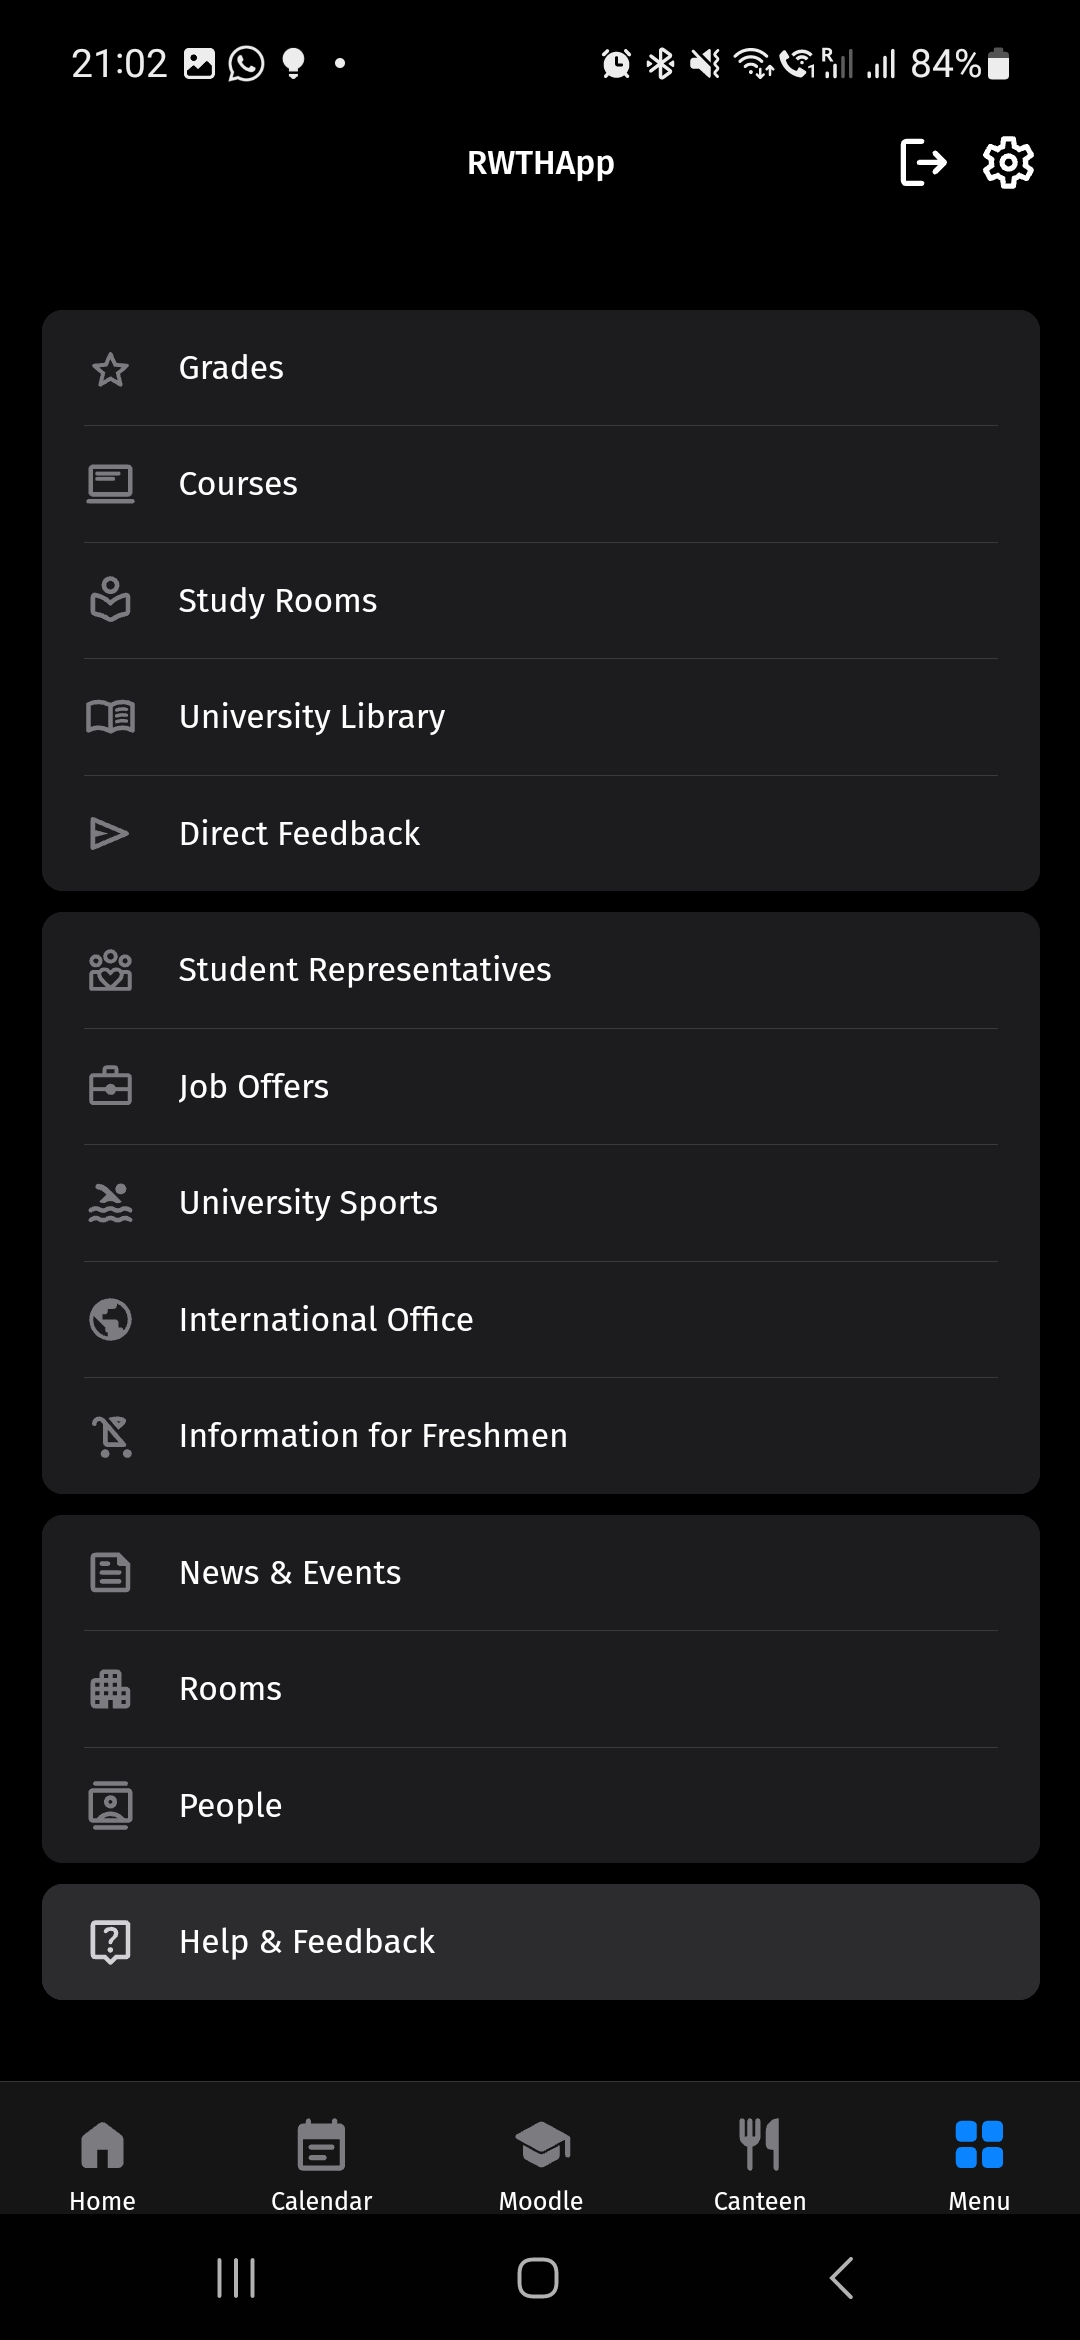 21:02
R
1
84%
RWTHApp
Grades
Courses
Study Rooms
University Library
Direct Feedback
Student Representatives
Job Offers
University Sports
International Office
Information for Freshmen
News & Events
Rooms
People
Help & Feedback
Home Calendar Moodle Canteen Menu